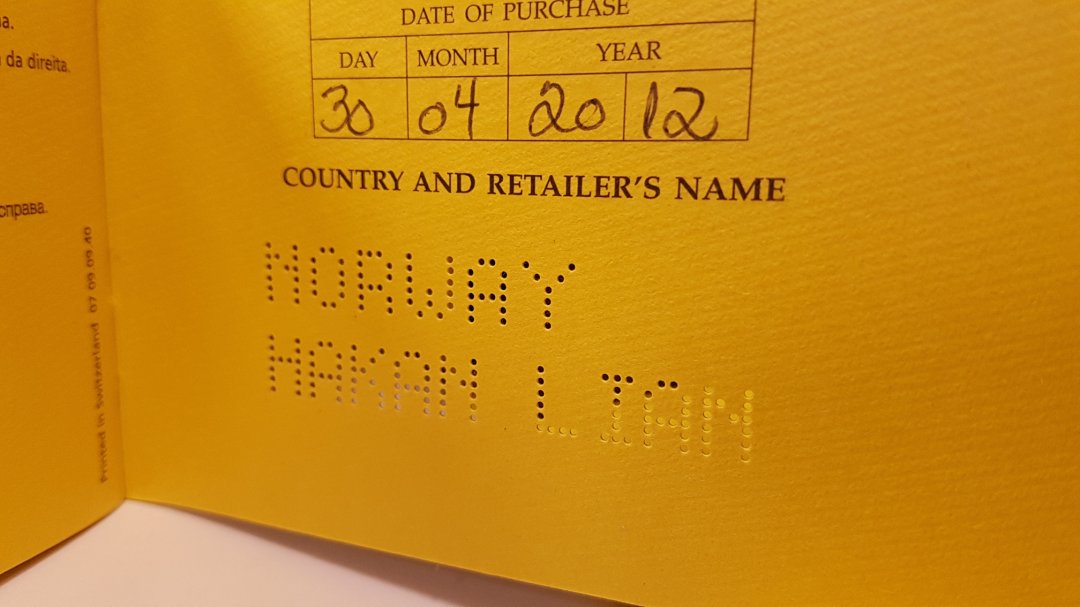 a.
da direita.
справа.
Printed in Switzerland 07 09 09 40
DATE OF PURCHASE
DAY MONTH YEAR
30 04 20 12
COUNTRY AND RETAILER'S NAME
NORWAY
HAKAN LIAN